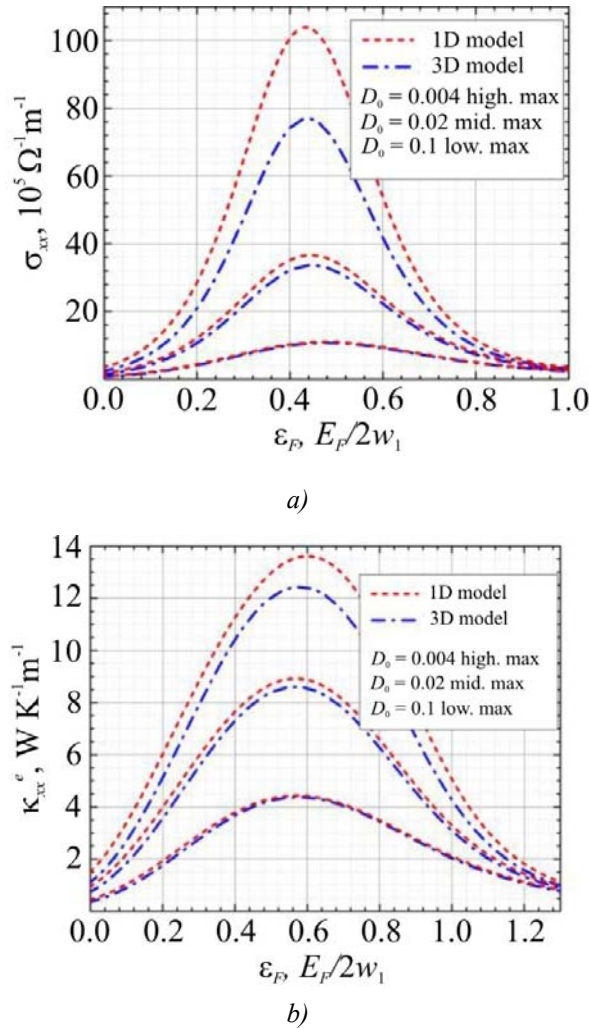 100
80
60
40
20
σxx, 10⁵ Ω⁻¹m⁻¹
1D model
3D model
D₀ = 0.004 high. max
D₀ = 0.02 mid. max
D₀ = 0.1 low. max
0.0 0.2 0.4 0.6 0.8 1.0
εF, EF/2w₁
a)
14
12
10
8
6
4
2
κxxᵉ, W K⁻¹m⁻¹
1D model
3D model
D₀ = 0.004 high. max
D₀ = 0.02 mid. max
D₀ = 0.1 low. max
0.0 0.2 0.4 0.6 0.8 1.0 1.2
εF, EF/2w₁
b)